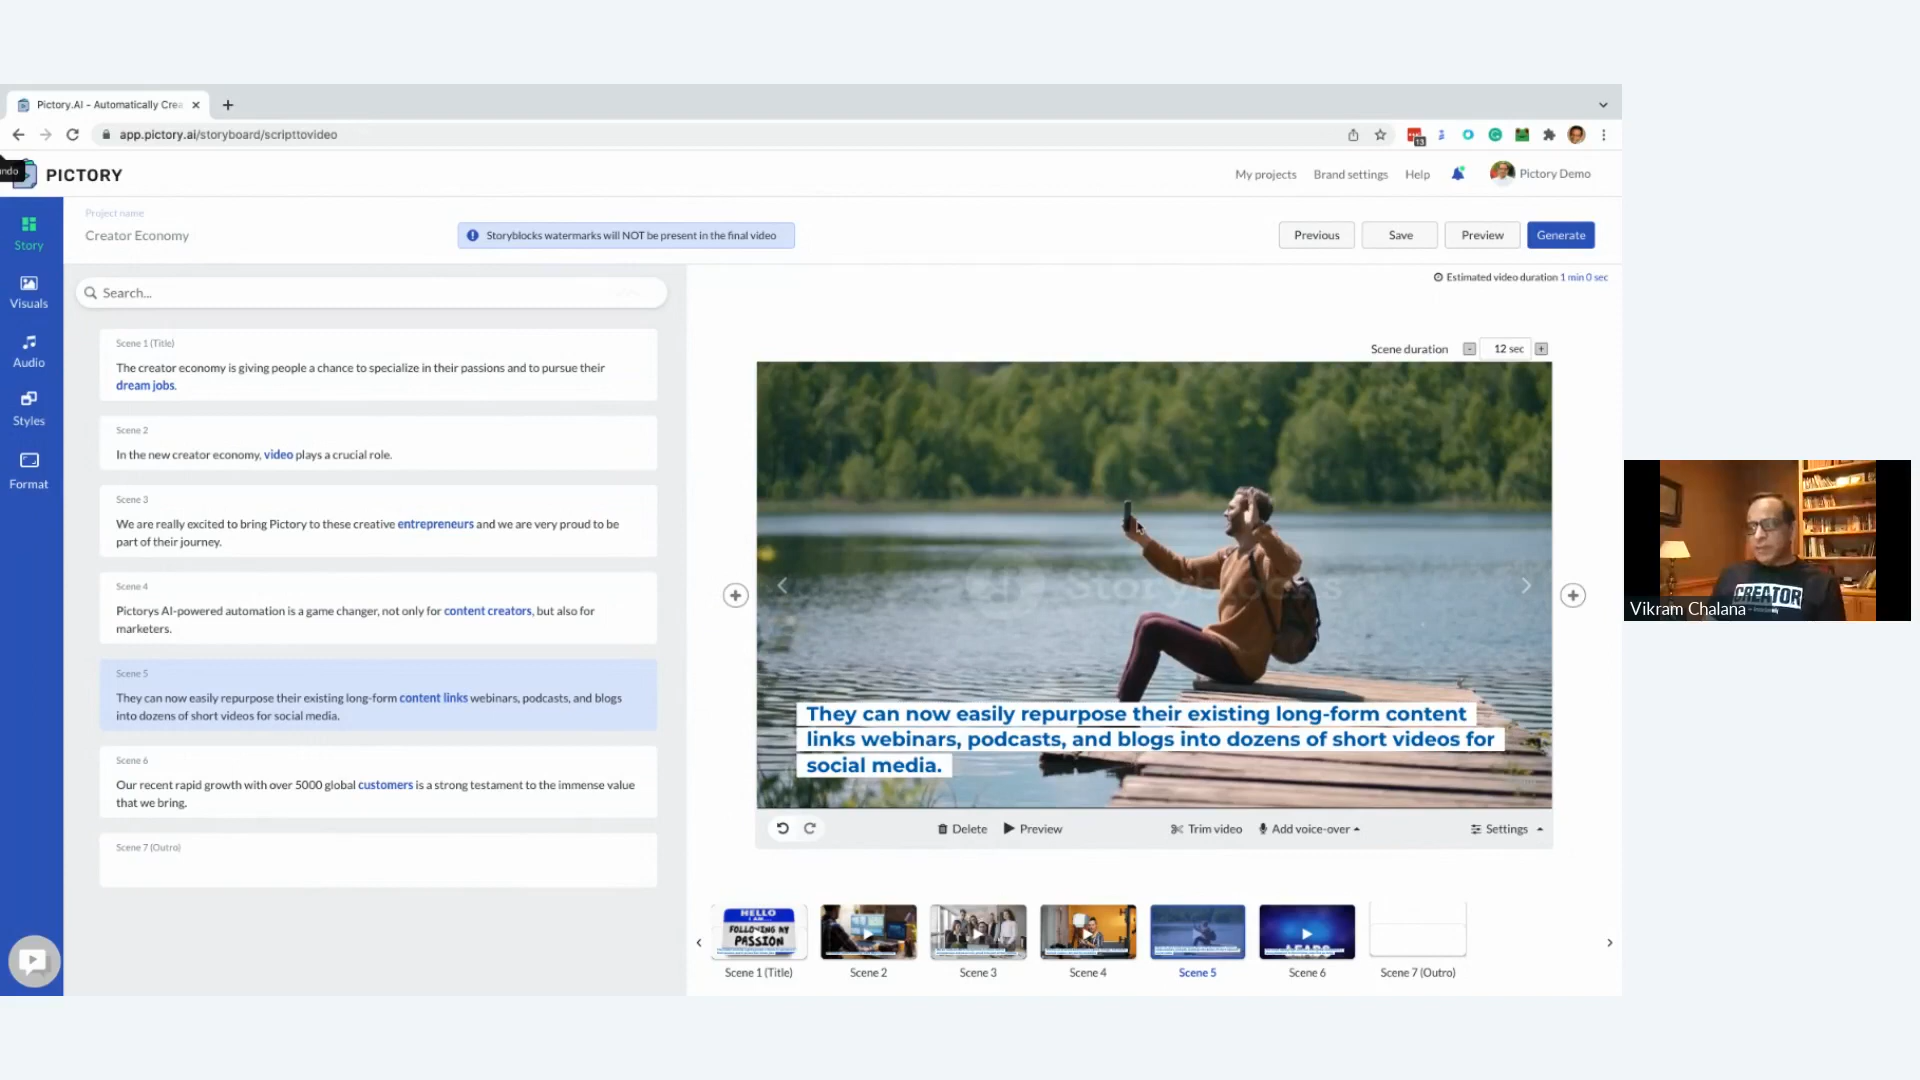 Pictory.AI – Automatically Crea
app.pictory.ai/storyboard/scripttovideo
13
ndo
PICTORY
My projects
Brand settings
Help
Pictory Demo
Story
Visuals
Audio
Styles
Format
Project name
Creator Economy
Storyblocks watermarks will NOT be present in the final video
Previous
Save
Preview
Generate
Estimated video duration 1 min 0 sec
Search...
Scene 1 (Title)
The creator economy is giving people a chance to specialize in their passions and to pursue their
dream jobs.
Scene 2
In the new creator economy, video plays a crucial role.
Scene 3
We are really excited to bring Pictory to these creative entrepreneurs and we are very proud to be
part of their journey.
Scene 4
Pictorys AI-powered automation is a game changer, not only for content creators, but also for
marketers.
Scene 5
They can now easily repurpose their existing long-form content links webinars, podcasts, and blogs
into dozens of short videos for social media.
Scene 6
Our recent rapid growth with over 5000 global customers is a strong testament to the immense value
that we bring.
Scene 7 (Outro)
Scene duration
- 12 sec +
Storyblocks
They can now easily repurpose their existing long-form content
links webinars, podcasts, and blogs into dozens of short videos for
social media.
Delete
Preview
Trim video
Add voice-over
Settings
HELLO
I AM...
FOLLOWING MY
PASSION
LEADS
Scene 1 (Title)
Scene 2
Scene 3
Scene 4
Scene 5
Scene 6
Scene 7 (Outro)
CREATOR
Vikram Chalana